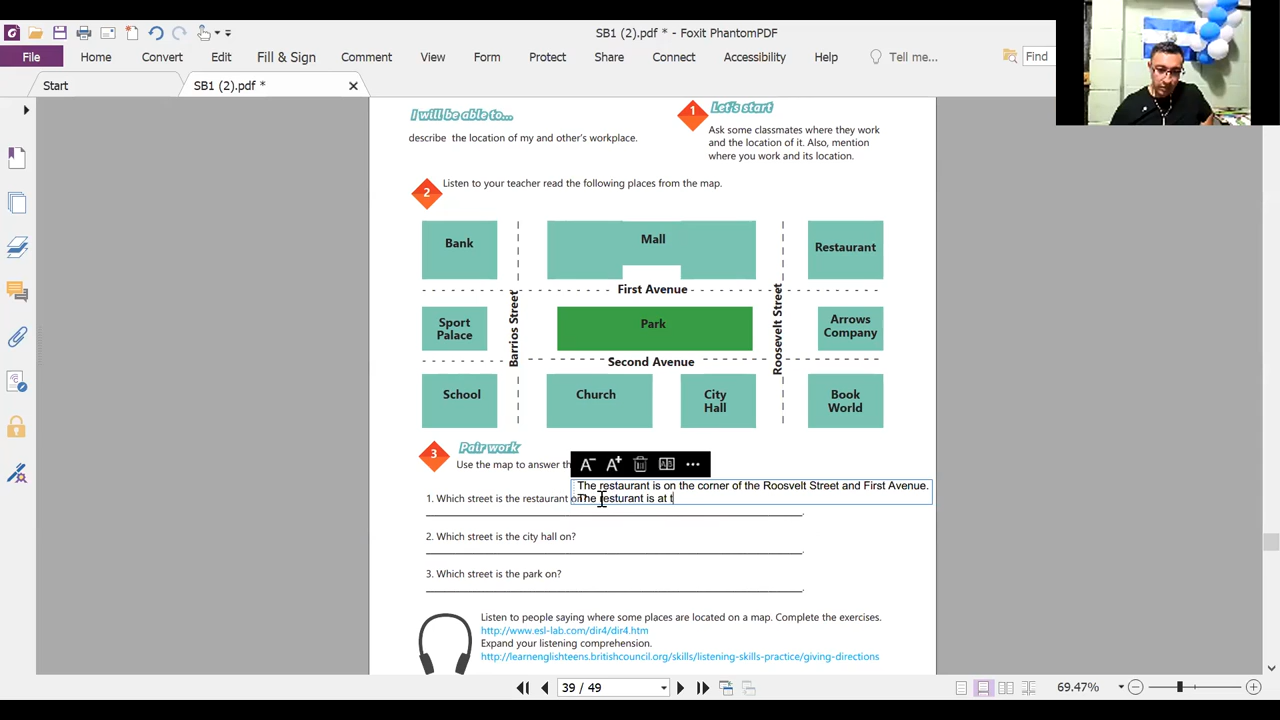 SB1 (2).pdf * - Foxit PhantomPDF
File Home Convert Edit Fill & Sign Comment View Form Protect Share Connect Accessibility Help Tell me... Find
Start SB1 (2).pdf *
I will be able to...
describe the location of my and other's workplace.
1 Let's start
Ask some classmates where they work
and the location of it. Also, mention
where you work and its location.
2 Listen to your teacher read the following places from the map.
Bank
Mall
Restaurant
First Avenue
Sport
Palace
Barrios Street
Park
Roosevelt Street
Arrows
Company
Second Avenue
School
Church
City
Hall
Book
World
3 Pair work
Use the map to answer th
A- A+
The restaurant is on the corner of the Roosvelt Street and First Avenue.
The resturant is at t
1. Which street is the restaurant on
2. Which street is the city hall on?
3. Which street is the park on?
Listen to people saying where some places are located on a map. Complete the exercises.
http://www.esl-lab.com/dir4/dir4.htm
Expand your listening comprehension.
http://learnenglishteens.britishcouncil.org/skills/listening-skills-practice/giving-directions
39 / 49
69.47%